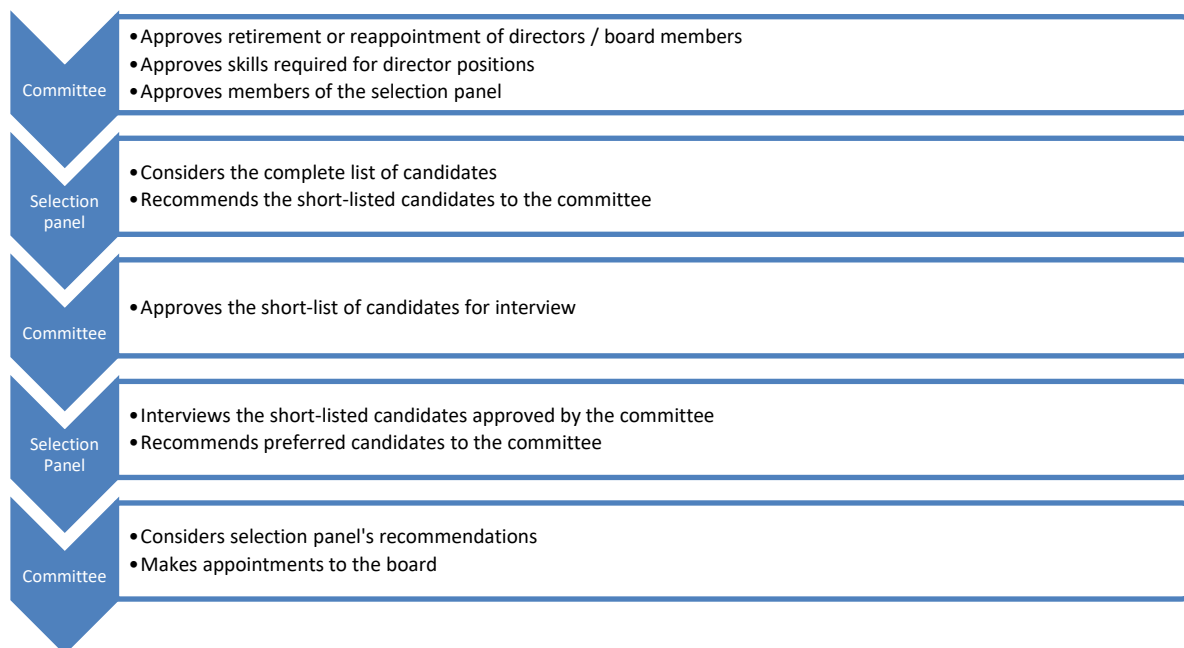 Committee
•Approves retirement or reappointment of directors / board members
•Approves skills required for director positions
•Approves members of the selection panel
Selection
panel
•Considers the complete list of candidates
•Recommends the short-listed candidates to the committee
Committee
•Approves the short-list of candidates for interview
Selection
Panel
•Interviews the short-listed candidates approved by the committee
•Recommends preferred candidates to the committee
Committee
•Considers selection panel's recommendations
•Makes appointments to the board